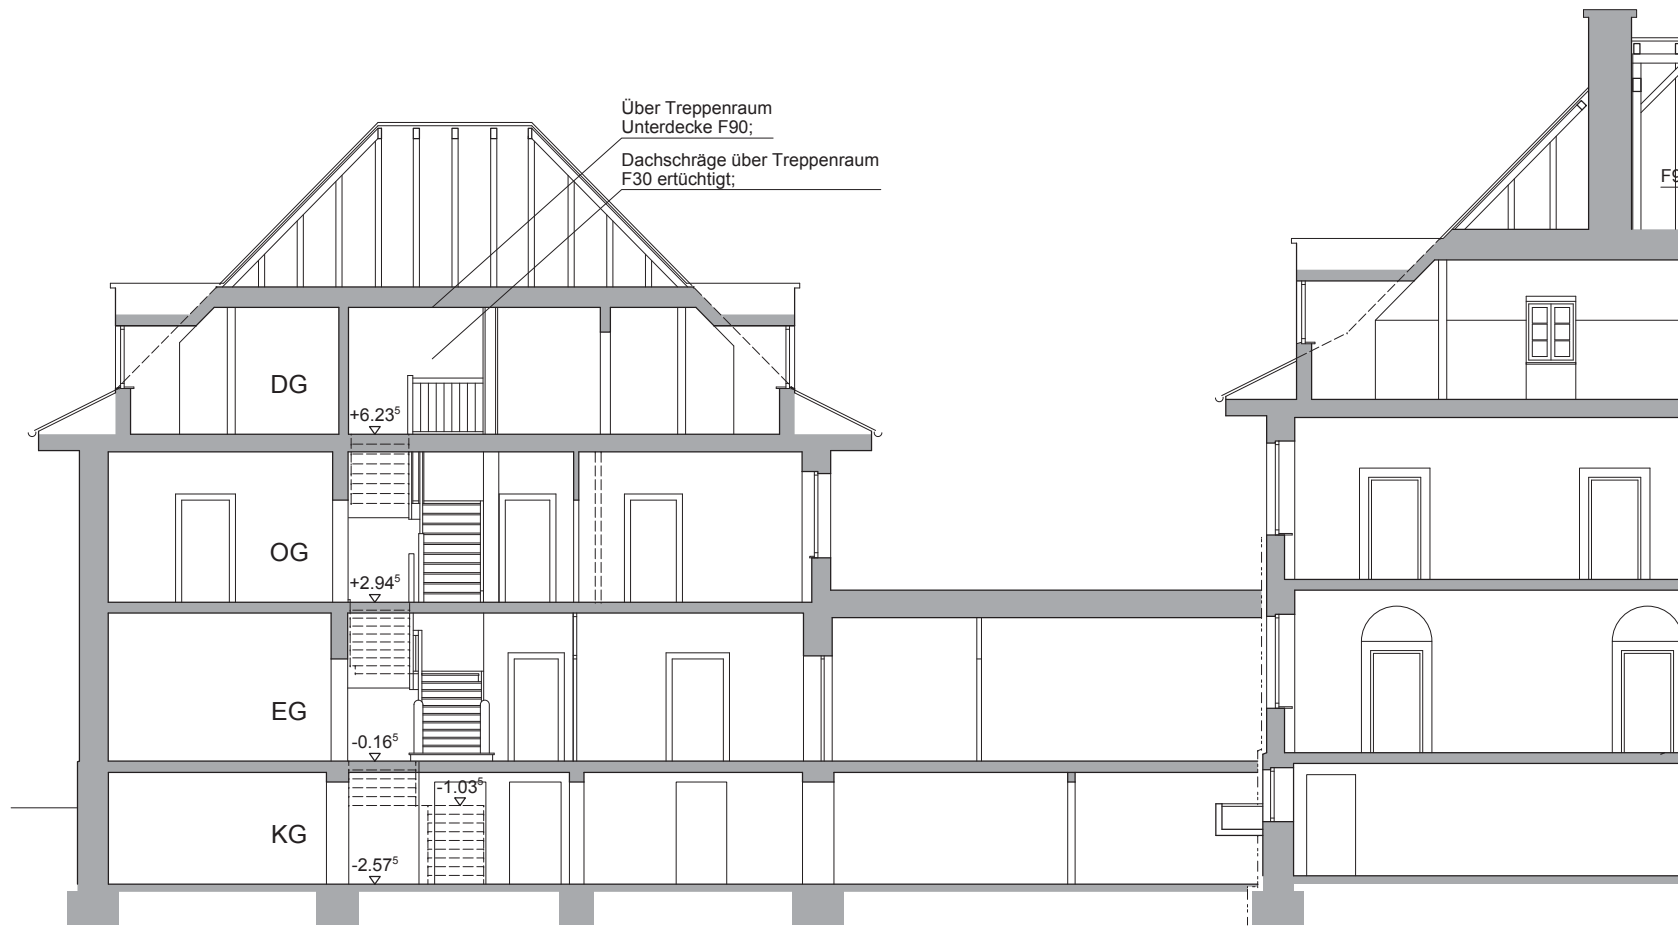 Über Treppenraum
Unterdecke F90;
Dachschräge über Treppenraum
F30 ertüchtigt;
F9
DG
+6.23⁵
OG
+2.94⁵
EG
-0.16⁵
-1.03⁵
KG
-2.57⁵